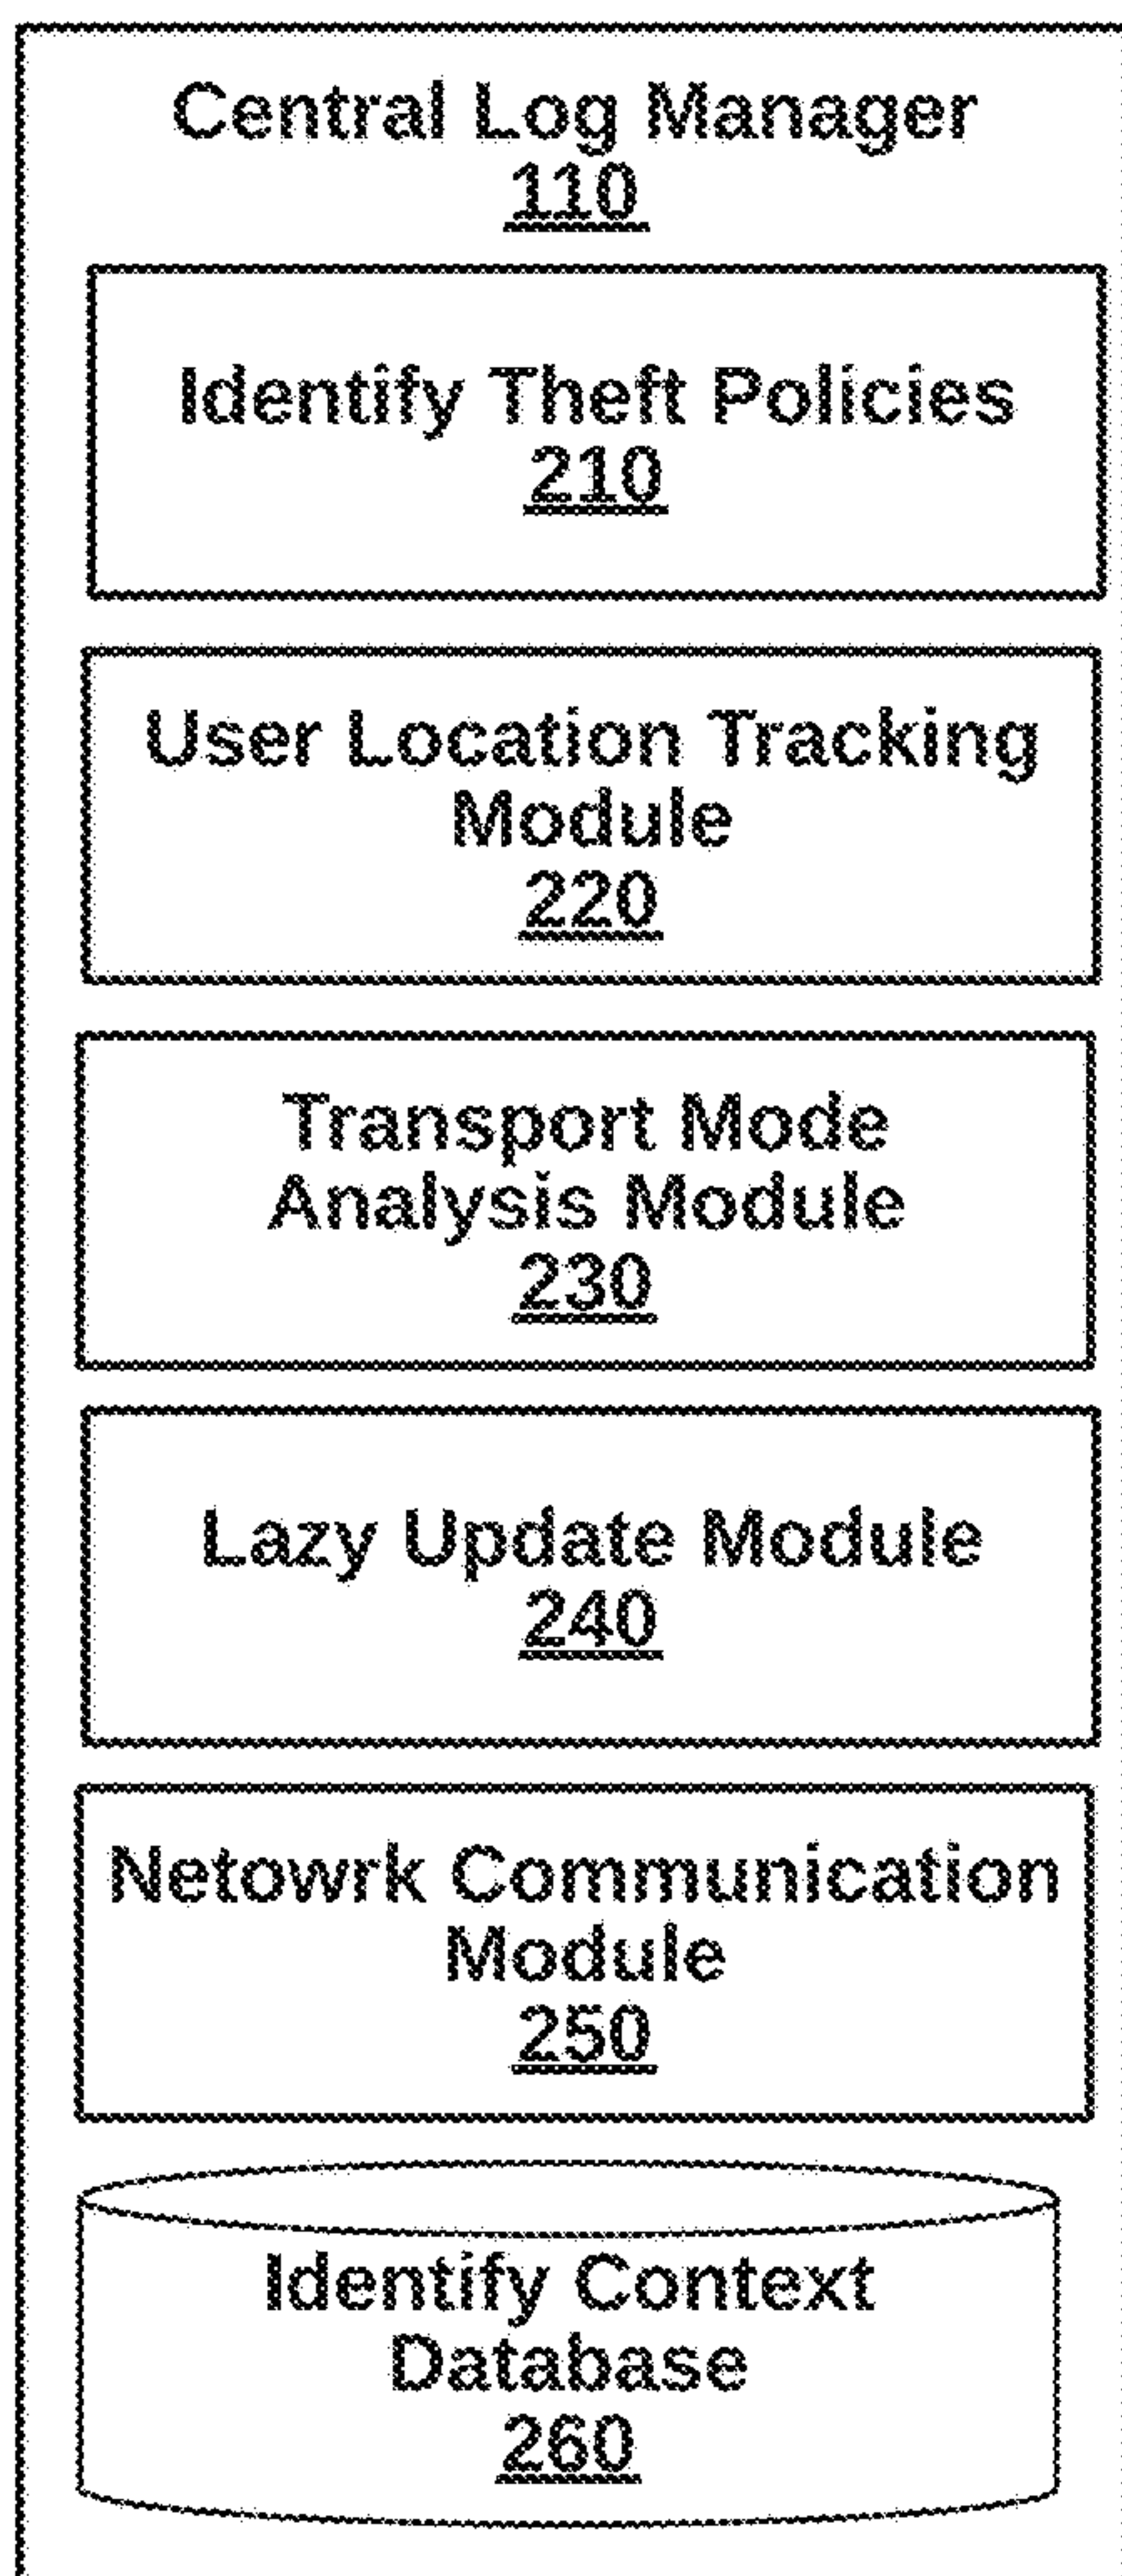 Central Log Manager
110
Identify Theft Policies
210
User Location Tracking
Module
220
Transport Mode
Analysis Module
230
Lazy Update Module
240
Netowrk Communication
Module
250
Identify Context
Database
260